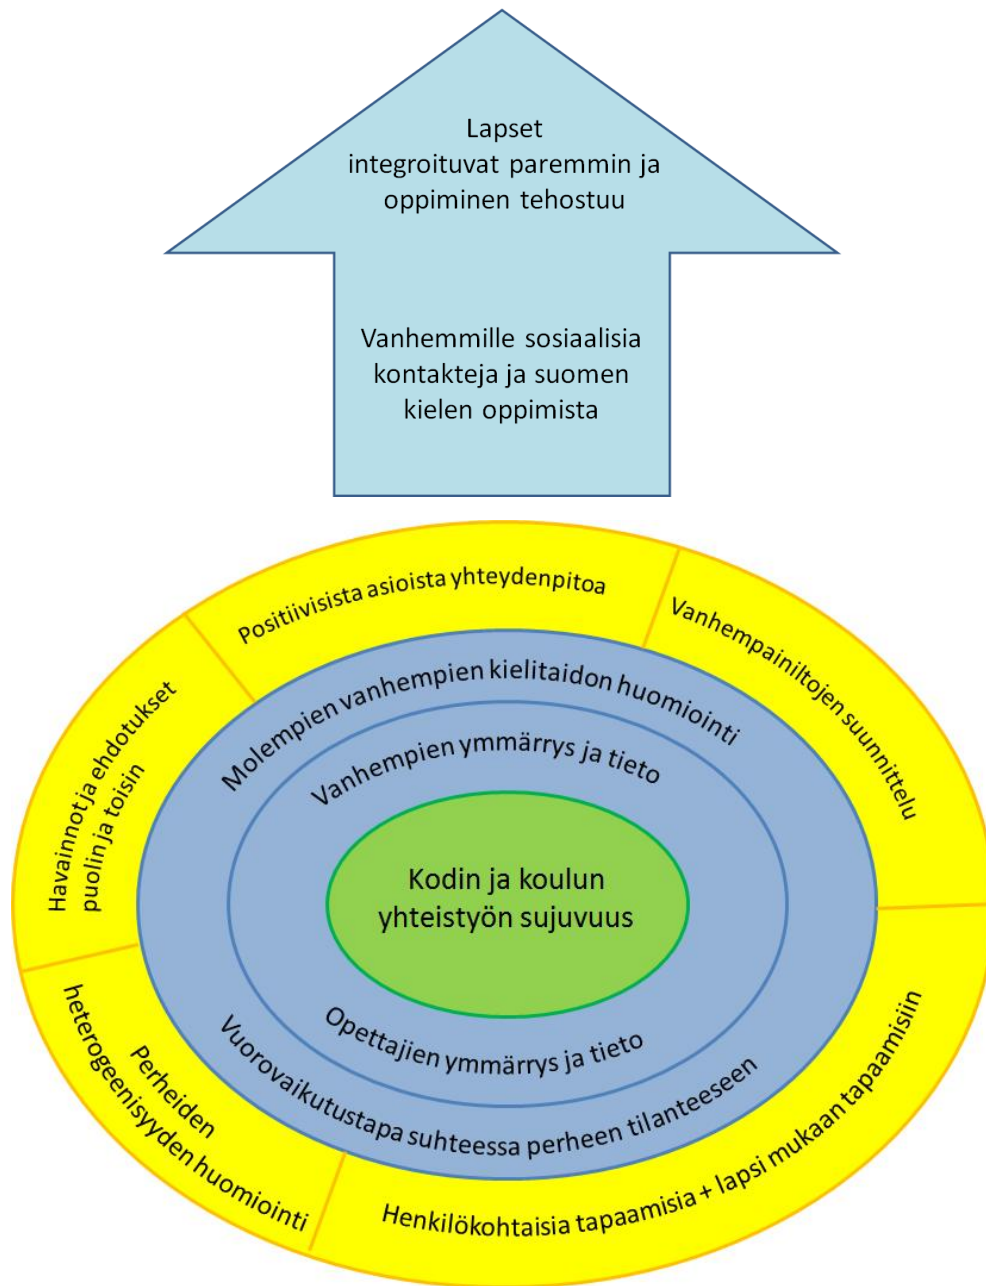 Lapset
integroituvat paremmin ja
oppiminen tehostuu
Vanhemmille sosiaalisia
kontakteja ja suomen
kielen oppimista
Positiivisista asioista yhteydenpitoa
Vanhempainiltojen suunnittelu
Havainnot ja ehdotukset
puolin ja toisin
Molempien vanhempien kielitaidon huomiointi
Vanhempien ymmärrys ja tieto
Kodin ja koulun
yhteistyön sujuvuus
Opettajien ymmärrys ja tieto
Vuorovaikutustapa suhteessa perheen tilanteeseen
Perheiden
heterogeenisyyden huomiointi
Henkilökohtaisia tapaamisia + lapsi mukaan tapaamisiin